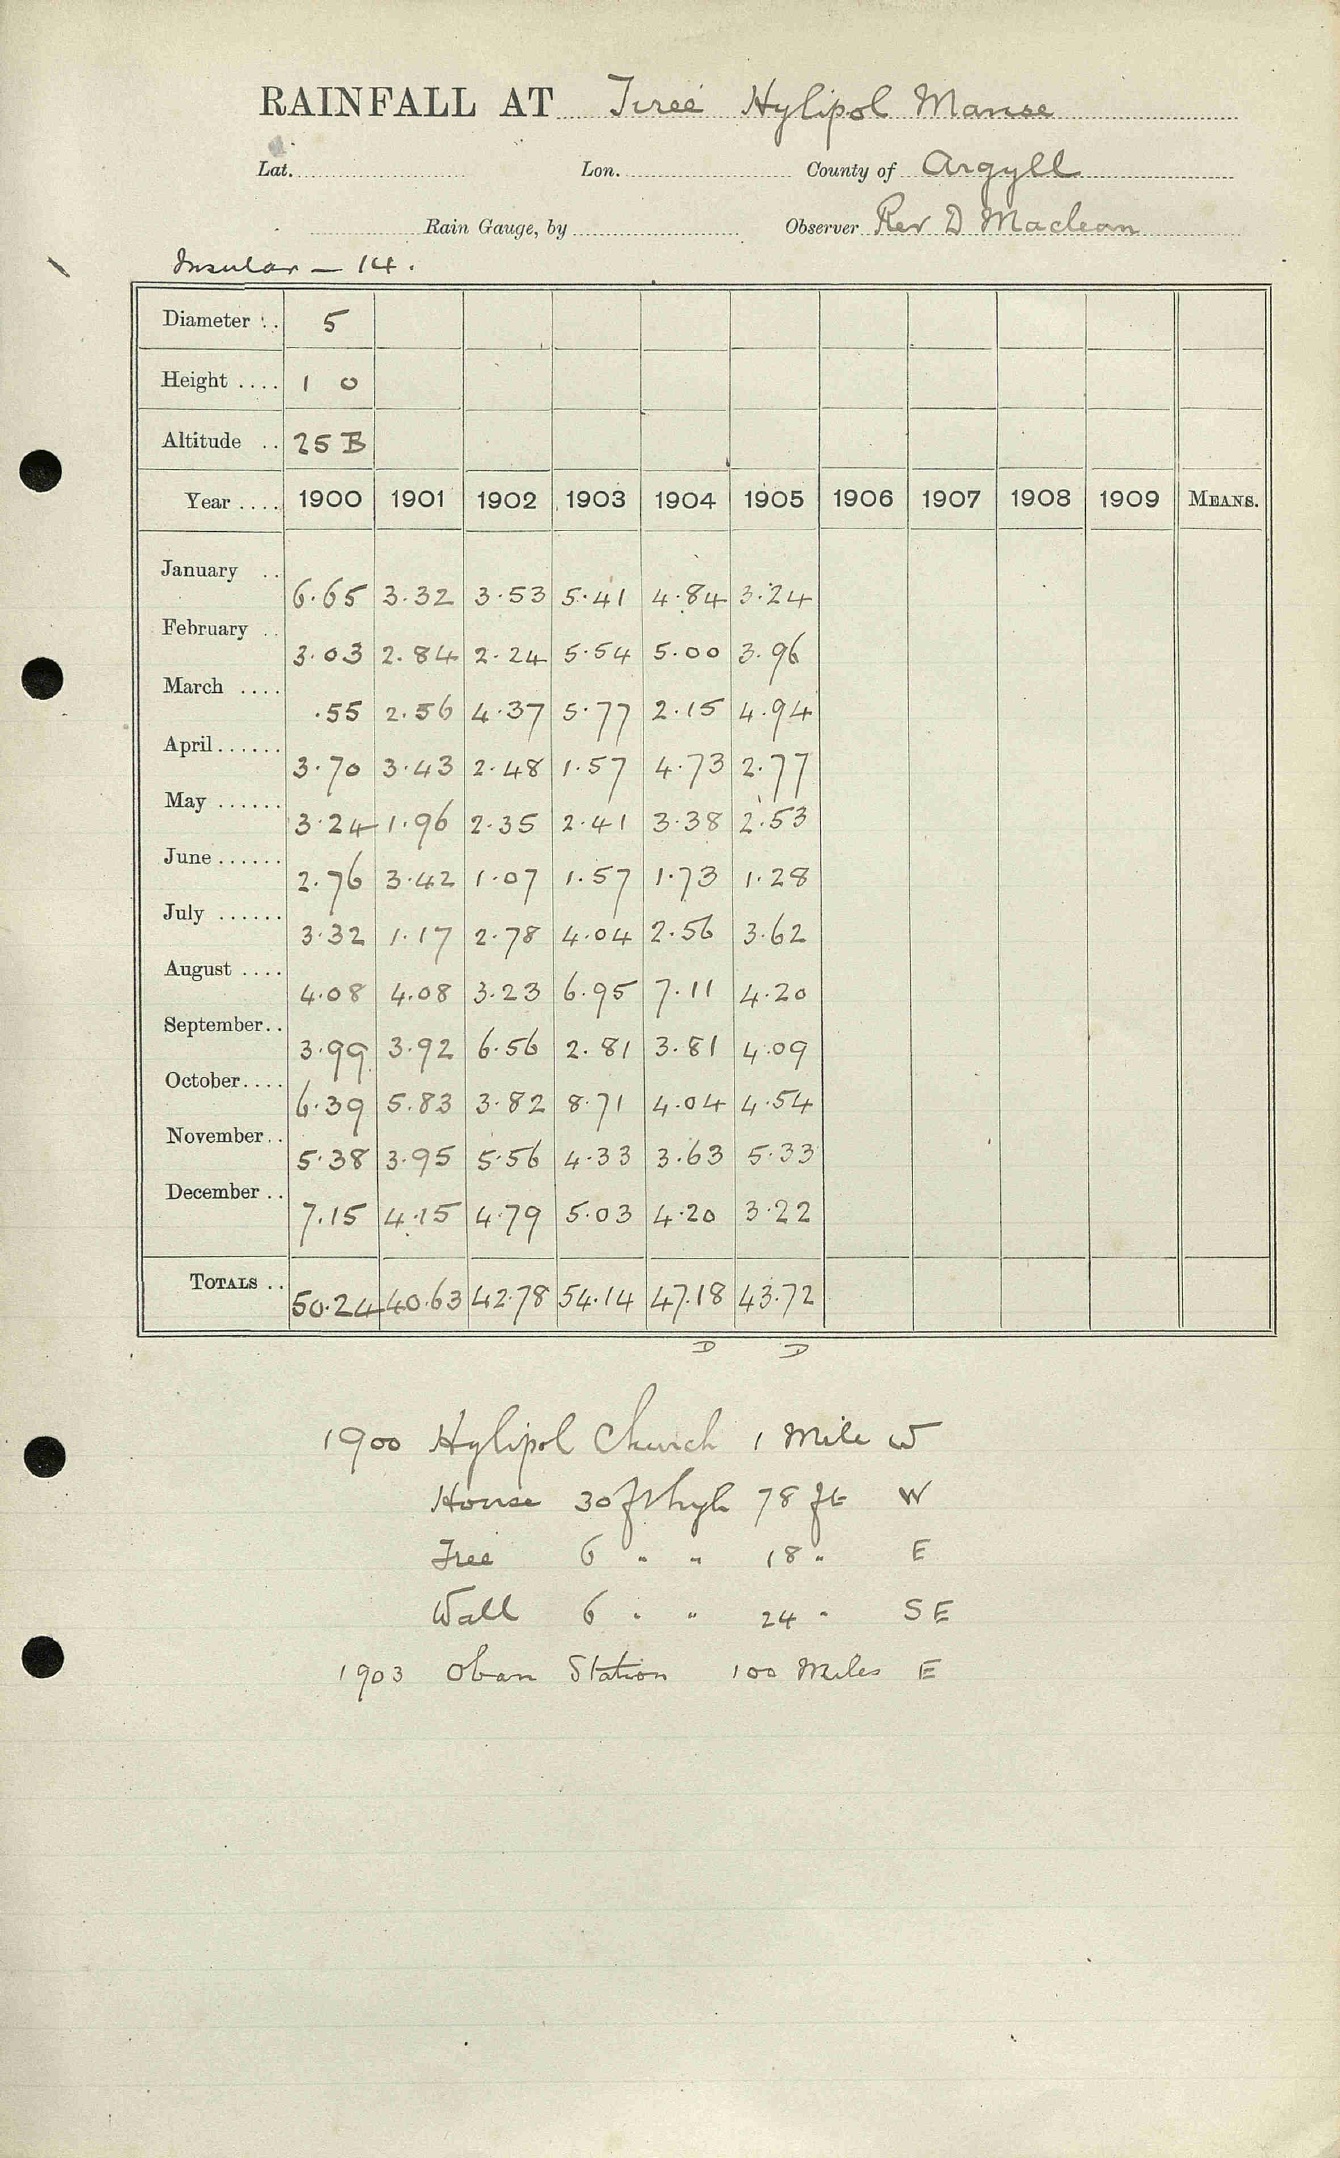 RAINFALL AT Tiree Hylipol Manse
Lat. Lon. County of Argyll
Rain Gauge, by Observer Rev D Maclean
Insular — 14.
Diameter .. 5
Height .... 1 0
Altitude .. 25 B
Year .... 1900 1901 1902 1903 1904 1905 1906 1907 1908 1909 MEANS.
January .. 6.65 3.32 3.53 5.41 4.84 3.24
February .. 3.03 2.84 2.24 5.54 5.00 3.96
March .... .55 2.56 4.37 5.77 2.15 4.94
April ...... 3.70 3.43 2.48 1.57 4.73 2.77
May ...... 3.24 1.96 2.35 2.41 3.38 2.53
June ...... 2.76 3.42 1.07 1.57 1.73 1.28
July ...... 3.32 1.17 2.78 4.04 2.56 3.62
August .... 4.08 4.08 3.23 6.95 7.11 4.20
September.. 3.99 3.92 6.56 2.81 3.81 4.09
October.... 6.39 5.83 3.82 8.71 4.04 4.54
November.. 5.38 3.95 5.56 4.33 3.63 5.33
December .. 7.15 4.15 4.79 5.03 4.20 3.22
TOTALS .. 50.24 40.63 42.78 54.14 47.18 43.72
D D
1900 Hylipol Church 1 Mile W
House 30 ft high 78 ft W
Tree 6 " " 18 " E
Wall 6 " " 24 " SE
1903 Oban Station 100 Miles E